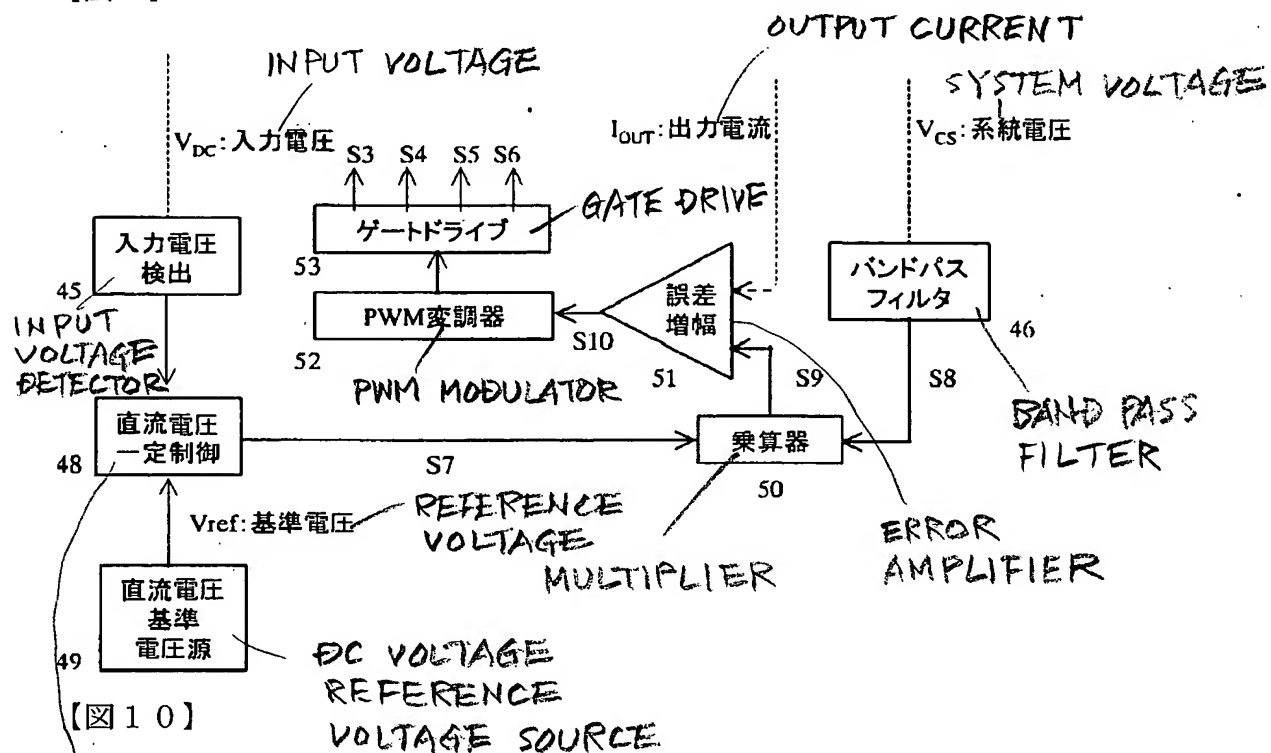 OUTPUT CURRENT
INPUT VOLTAGE
SYSTEM VOLTAGE
V_DC:入力電圧
I_OUT:出力電流
V_CS:系統電圧
S3 S4 S5 S6
GATE DRIVE
ゲートドライブ
53
入力電圧
検出
45
INPUT
VOLTAGE
DETECTOR
PWM変調器
52
PWM MODULATOR
S10
誤差
増幅
51
S9
バンドパス
フィルタ
46
S8
BAND PASS
FILTER
直流電圧
一定制御
48
S7
乗算器
50
Vref:基準電圧
REFERENCE
VOLTAGE
MULTIPLIER
ERROR
AMPLIFIER
直流電圧
基準
電圧源
49
DC VOLTAGE
REFERENCE
VOLTAGE SOURCE
【図10】